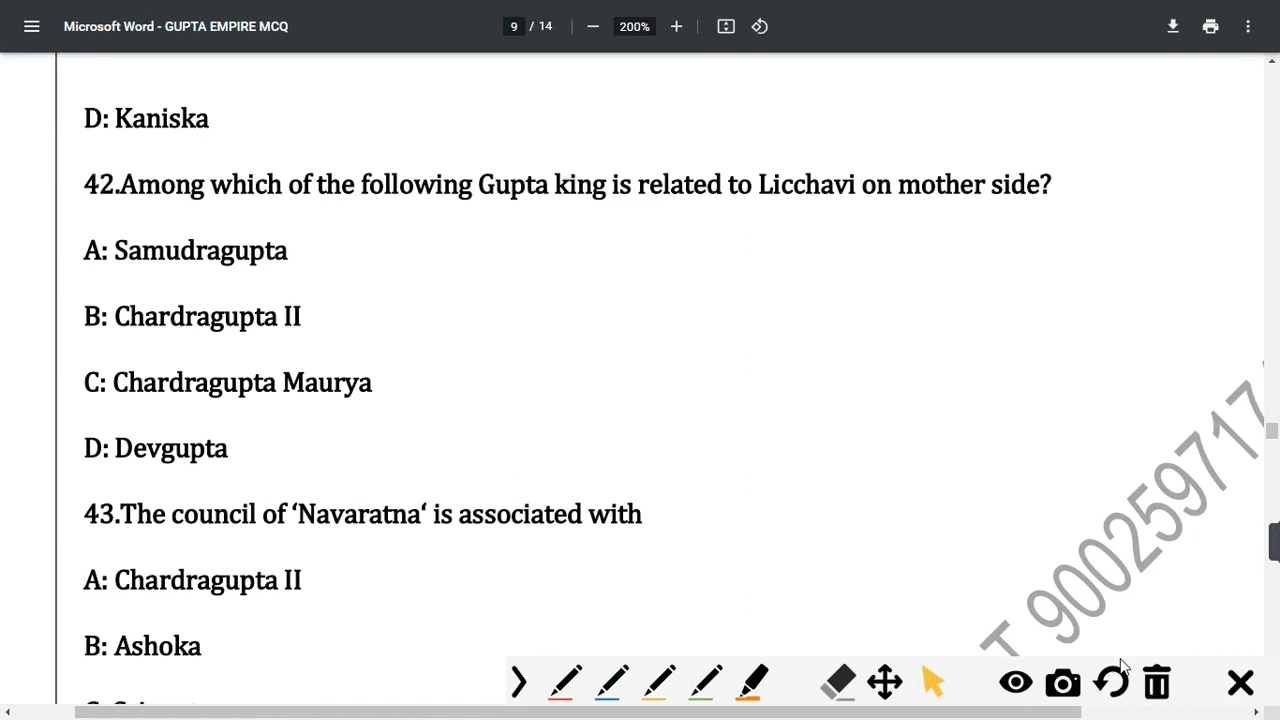 Microsoft Word - GUPTA EMPIRE MCQ
9 / 14
200%
D: Kaniska
42.Among which of the following Gupta king is related to Licchavi on mother side?
A: Samudragupta
B: Chardragupta II
C: Chardragupta Maurya
D: Devgupta
43.The council of ‘Navaratna‘ is associated with
A: Chardragupta II
B: Ashoka
T 900259717